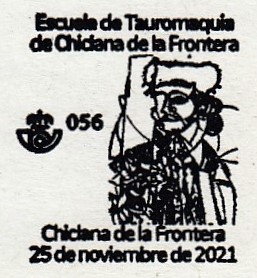 Escuela de Tauromaquia
de Chiclana de la Frontera
056
Chiclana de la Frontera
25 de noviembre de 2021